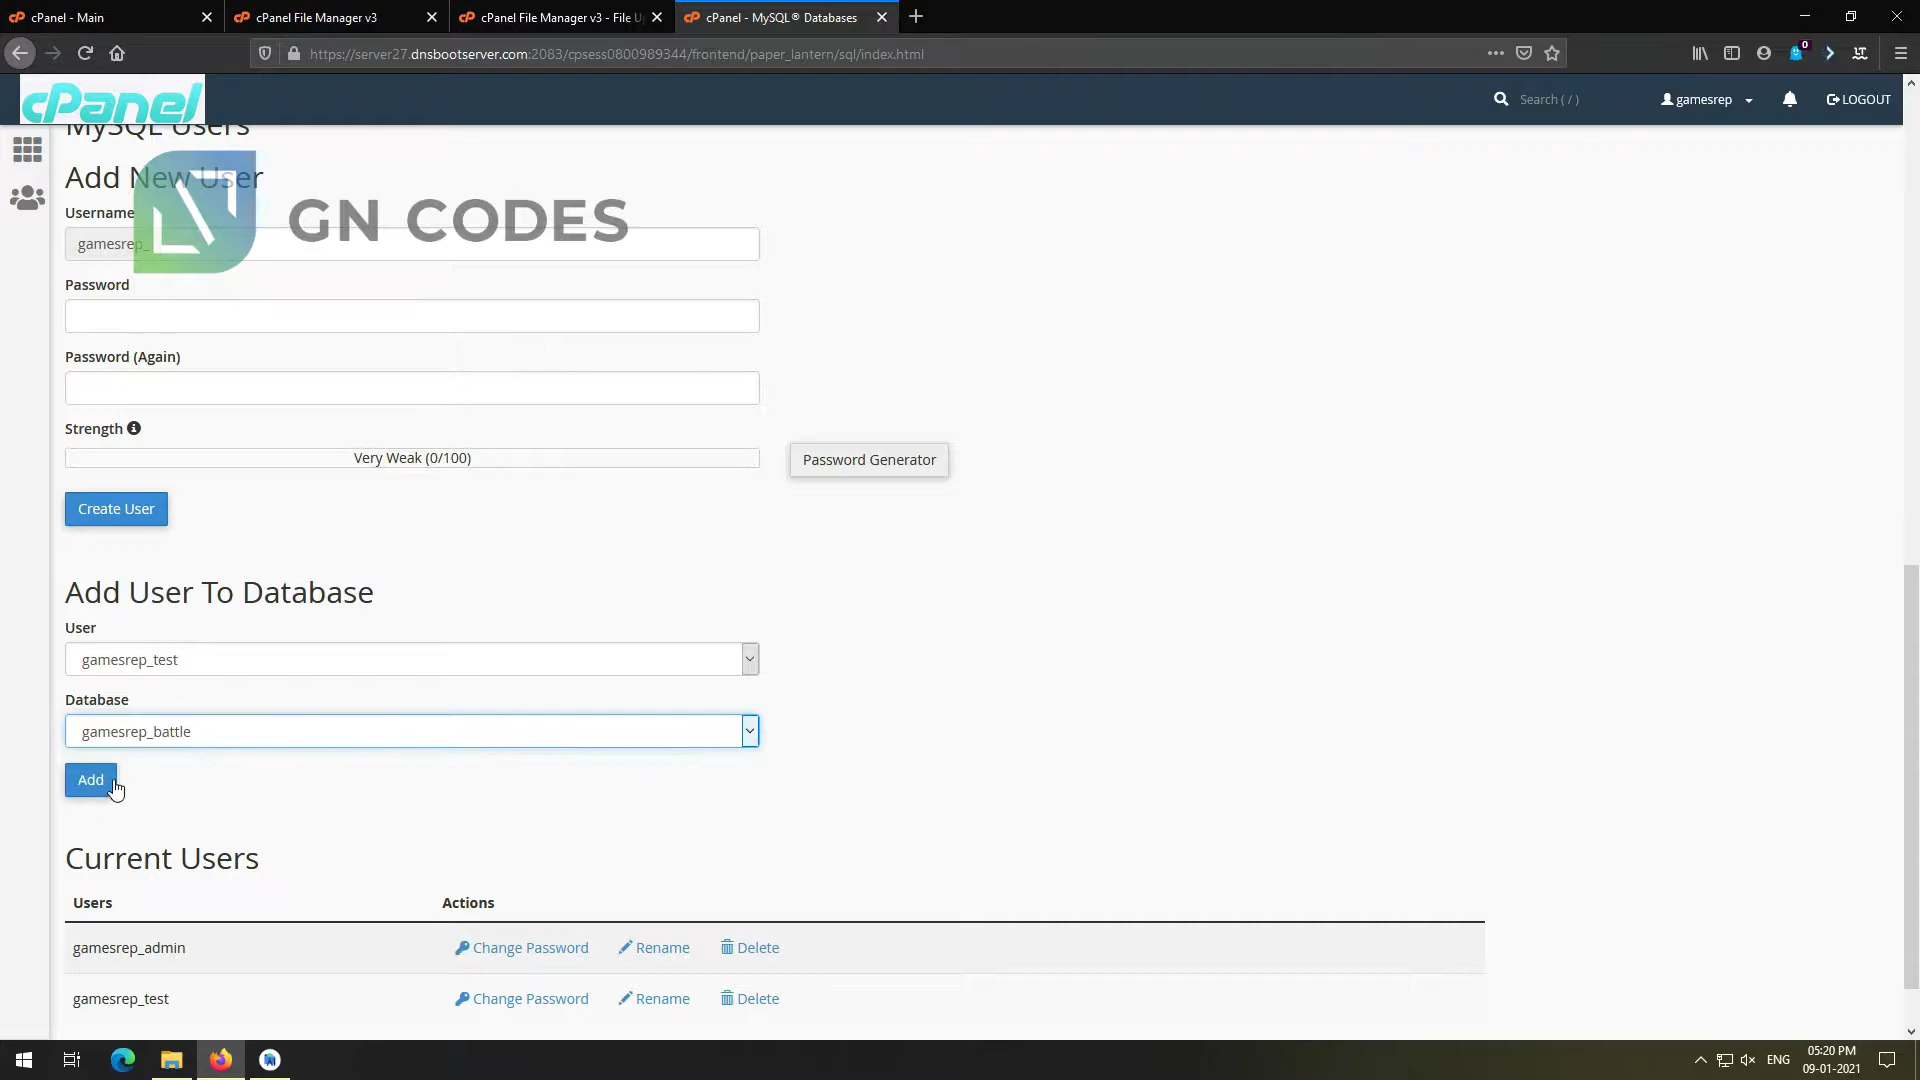 cPanel - Main
cPanel File Manager v3
cPanel File Manager v3 - File U
cPanel - MySQL® Databases
https://server27.dnsbootserver.com:2083/cpsess0800989344/frontend/paper_lantern/sql/index.html
0
cPanel
Search ( / )
gamesrep
LOGOUT
MySQL Users
Add New User
GN CODES
Username
gamesrep_
Password
Password (Again)
Strength
Very Weak (0/100)
Password Generator
Create User
Add User To Database
User
gamesrep_test
Database
gamesrep_battle
Add
Current Users
Users Actions
gamesrep_admin Change Password Rename Delete
gamesrep_test Change Password Rename Delete
ENG
05:20 PM
09-01-2021